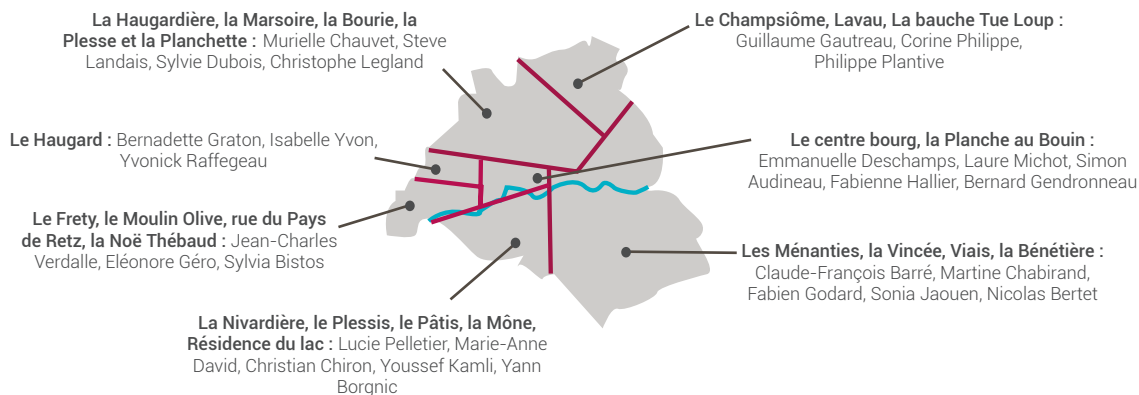 La Haugardière, la Marsoire, la Bourie, la
Plesse et la Planchette : Murielle Chauvet, Steve
Landais, Sylvie Dubois, Christophe Legland
Le Champsiôme, Lavau, La bauche Tue Loup :
Guillaume Gautreau, Corine Philippe,
Philippe Plantive
Le Haugard : Bernadette Graton, Isabelle Yvon,
Yvonick Raffegeau
Le centre bourg, la Planche au Bouin :
Emmanuelle Deschamps, Laure Michot, Simon
Audineau, Fabienne Hallier, Bernard Gendronneau
Le Frety, le Moulin Olive, rue du Pays
de Retz, la Noë Thébaud : Jean-Charles
Verdalle, Eléonore Géro, Sylvia Bistos
Les Ménanties, la Vincée, Viais, la Bénétière :
Claude-François Barré, Martine Chabirand,
Fabien Godard, Sonia Jaouen, Nicolas Bertet
La Nivardière, le Plessis, le Pâtis, la Mône,
Résidence du lac : Lucie Pelletier, Marie-Anne
David, Christian Chiron, Youssef Kamli, Yann
Borgnic